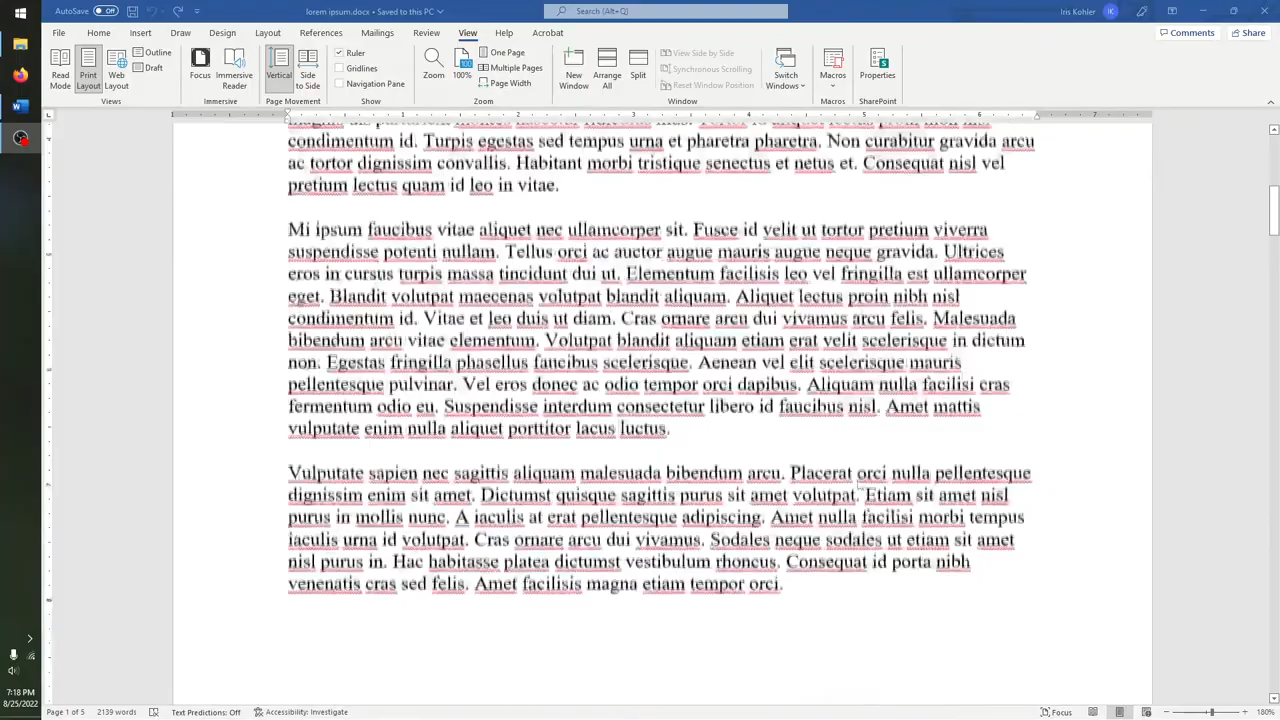 AutoSave Off
lorem ipsum.docx • Saved to this PC
Search (Alt+Q)
Iris Kohler
IK
File Home Insert Draw Design Layout References Mailings Review View Help Acrobat
Comments Share
Read Mode
Print Layout
Web Layout
Outline
Draft
Views
Focus
Immersive Reader
Immersive
Vertical
Side to Side
Page Movement
Ruler
Gridlines
Navigation Pane
Show
Zoom
100%
One Page
Multiple Pages
Page Width
Zoom
New Window
Arrange All
Split
View Side by Side
Synchronous Scrolling
Reset Window Position
Window
Switch Windows
Macros
Macros
Properties
SharePoint
1 1 2 3 4 5 6 7
condimentum id. Turpis egestas sed tempus urna et pharetra pharetra. Non curabitur gravida arcu
ac tortor dignissim convallis. Habitant morbi tristique senectus et netus et. Consequat nisl vel
pretium lectus quam id leo in vitae.
Mi ipsum faucibus vitae aliquet nec ullamcorper sit. Fusce id velit ut tortor pretium viverra
suspendisse potenti nullam. Tellus orci ac auctor augue mauris augue neque gravida. Ultrices
eros in cursus turpis massa tincidunt dui ut. Elementum facilisis leo vel fringilla est ullamcorper
eget. Blandit volutpat maecenas volutpat blandit aliquam. Aliquet lectus proin nibh nisl
condimentum id. Vitae et leo duis ut diam. Cras ornare arcu dui vivamus arcu felis. Malesuada
bibendum arcu vitae elementum. Volutpat blandit aliquam etiam erat velit scelerisque in dictum
non. Egestas fringilla phasellus faucibus scelerisque. Aenean vel elit scelerisque mauris
pellentesque pulvinar. Vel eros donec ac odio tempor orci dapibus. Aliquam nulla facilisi cras
fermentum odio eu. Suspendisse interdum consectetur libero id faucibus nisl. Amet mattis
vulputate enim nulla aliquet porttitor lacus luctus.
Vulputate sapien nec sagittis aliquam malesuada bibendum arcu. Placerat orci nulla pellentesque
dignissim enim sit amet. Dictumst quisque sagittis purus sit amet volutpat. Etiam sit amet nisl
purus in mollis nunc. A iaculis at erat pellentesque adipiscing. Amet nulla facilisi morbi tempus
iaculis urna id volutpat. Cras ornare arcu dui vivamus. Sodales neque sodales ut etiam sit amet
nisl purus in. Hac habitasse platea dictumst vestibulum rhoncus. Consequat id porta nibh
venenatis cras sed felis. Amet facilisis magna etiam tempor orci.
7:18 PM
8/25/2022
Page 1 of 5 2139 words Text Predictions: Off Accessibility: Investigate Focus 180%